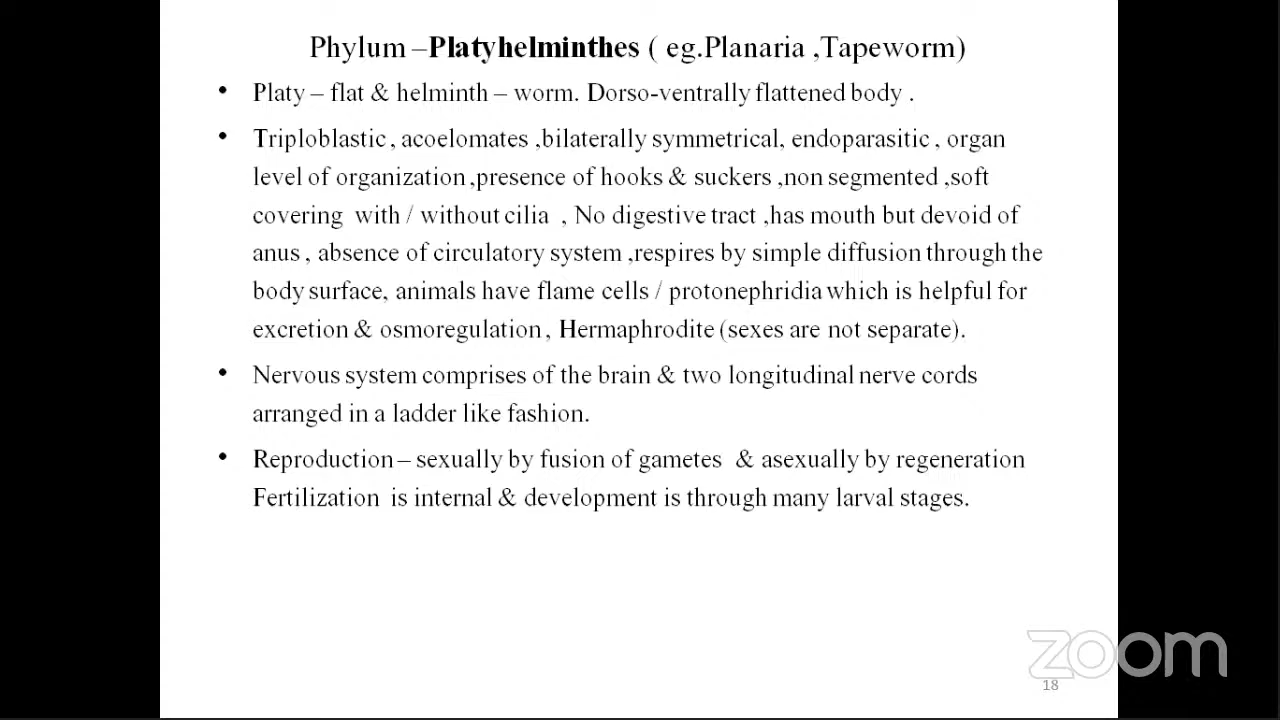 Phylum –Platyhelminthes ( eg.Planaria ,Tapeworm)
• Platy – flat & helminth – worm. Dorso-ventrally flattened body .
• Triploblastic , acoelomates ,bilaterally symmetrical, endoparasitic , organ
level of organization ,presence of hooks & suckers ,non segmented ,soft
covering with / without cilia , No digestive tract ,has mouth but devoid of
anus , absence of circulatory system ,respires by simple diffusion through the
body surface, animals have flame cells / protonephridia which is helpful for
excretion & osmoregulation , Hermaphrodite (sexes are not separate).
• Nervous system comprises of the brain & two longitudinal nerve cords
arranged in a ladder like fashion.
• Reproduction – sexually by fusion of gametes & asexually by regeneration
Fertilization is internal & development is through many larval stages.
zoom
18